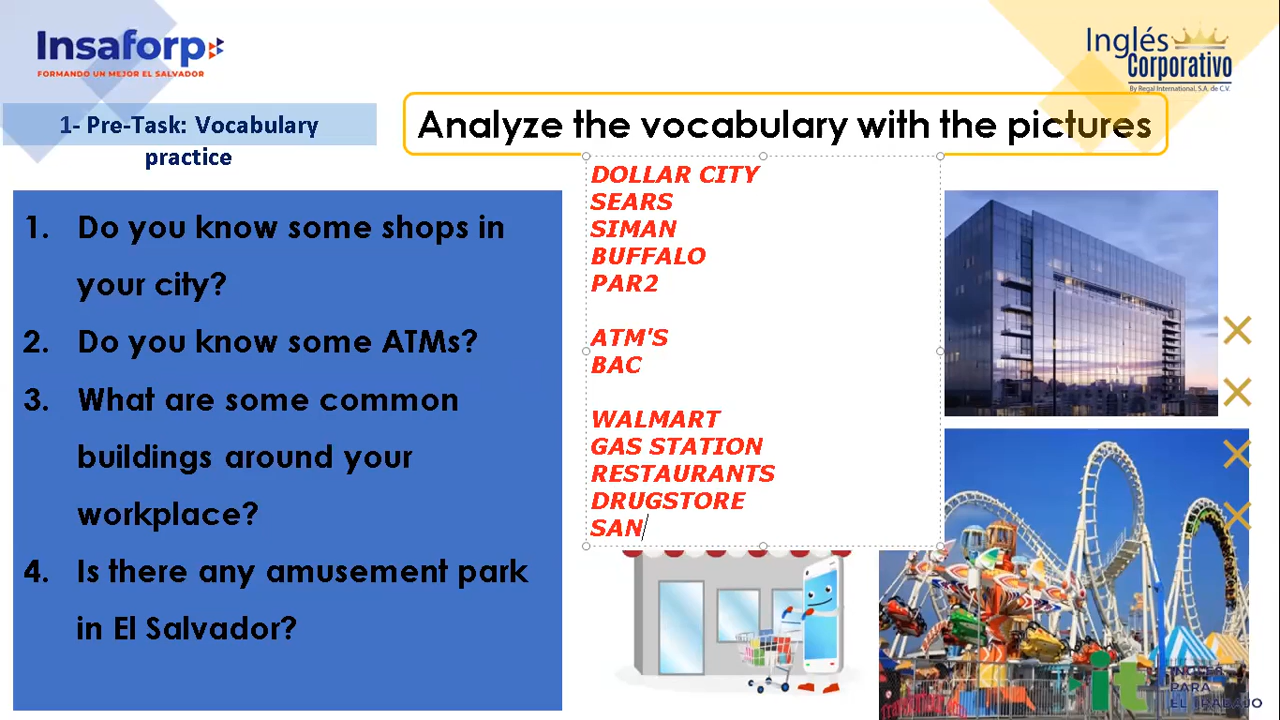 Insaforp
FORMANDO UN MEJOR EL SALVADOR
Inglés
Corporativo
By Regal International, S.A. de C.V.
1- Pre-Task: Vocabulary
practice
Analyze the vocabulary with the pictures
1. Do you know some shops in
your city?
2. Do you know some ATMs?
3. What are some common
buildings around your
workplace?
4. Is there any amusement park
in El Salvador?
DOLLAR CITY
SEARS
SIMAN
BUFFALO
PAR2
ATM'S
BAC
WALMART
GAS STATION
RESTAURANTS
DRUGSTORE
SAN
it
INGLÉS
PARA
EL TRABAJO